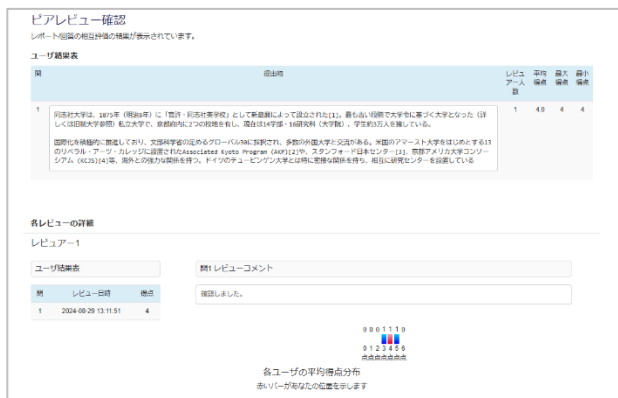 ピアレビュー確認
レポート/回答の相互評価の結果が表示されています。
ユーザ結果表
問 提出時 レビュアー人数 平均得点 最大得点 最小得点
1 同志社大学は、1875年（明治8年）に「官許・同志社英学校」として新島襄によって設立された[1]。最も古い段階で大学令に基づく大学となった（詳 1 4.0 4 4
しくは旧制大学参照）私立大学で、京都府内に2つの校地を有し、現在は14学部・16研究科（大学院）、学生約3万人を擁している。
国際化を積極的に推進しており、文部科学省の定めるグローバル30に採択され、多数の外国大学と交流がある。米国のアマースト大学をはじめとする13
のリベラル・アーツ・カレッジに設置されたAssociated Kyoto Program (AKP)[2]や、スタンフォード日本センター[3]、京都アメリカ大学コンソー
シアム (KCJS)[4]等、海外との強力な関係を持つ。ドイツのテュービンゲン大学とは特に密接な関係を持ち、相互に研究センターを設置している
各レビューの詳細
レビュアー1
ユーザ結果表 問1 レビューコメント
問 レビュー日時 得点 確認しました。
1 2024-08-29 13:11:51 4
0 0 0 1 1 1 0
0 1 2 3 4 5 6
点点点点点点点
各ユーザの平均得点分布
赤いバーがあなたの位置を示します